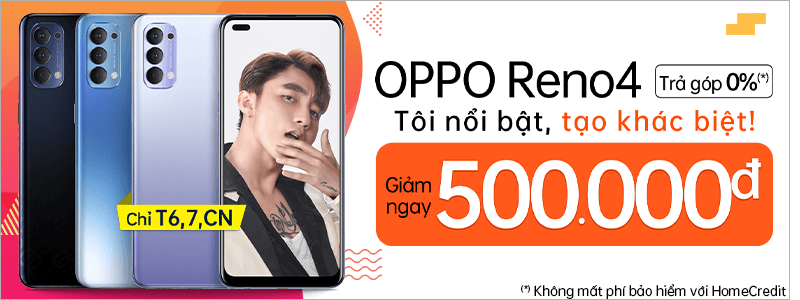 OPPO Reno4
Trả góp 0%(*)
Tôi nổi bật, tạo khác biệt!
Giảm
ngay
500.000đ
Chỉ T6,7,CN
(*) Không mất phí bảo hiểm với HomeCredit